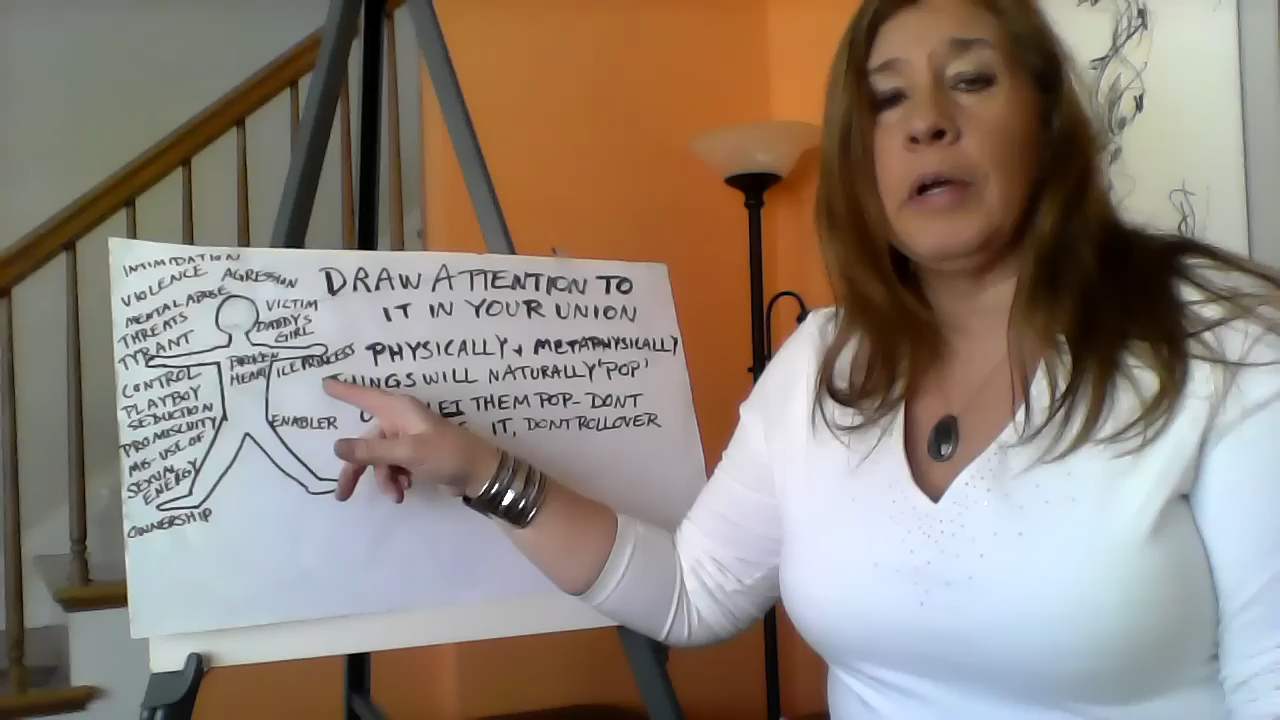 INTIMIDATION
VIOLENCE AGRESSION
MENTAL ABUSE
THREATS
TYRANT
CONTROL
PLAYBOY
SEDUCTION
PROMISCUITY
MIS-USE OF
SEXUAL
ENERGY
OWNERSHIP
VICTIM
DADDY'S
GIRL
BROKEN
HEART
ICE PRINCESS
ENABLER
DRAW ATTENTION TO
IT IN YOUR UNION
PHYSICALLY + METAPHYSICALLY
THINGS WILL NATURALLY 'POP'
LET THEM POP - DONT
IT, DONT ROLLOVER